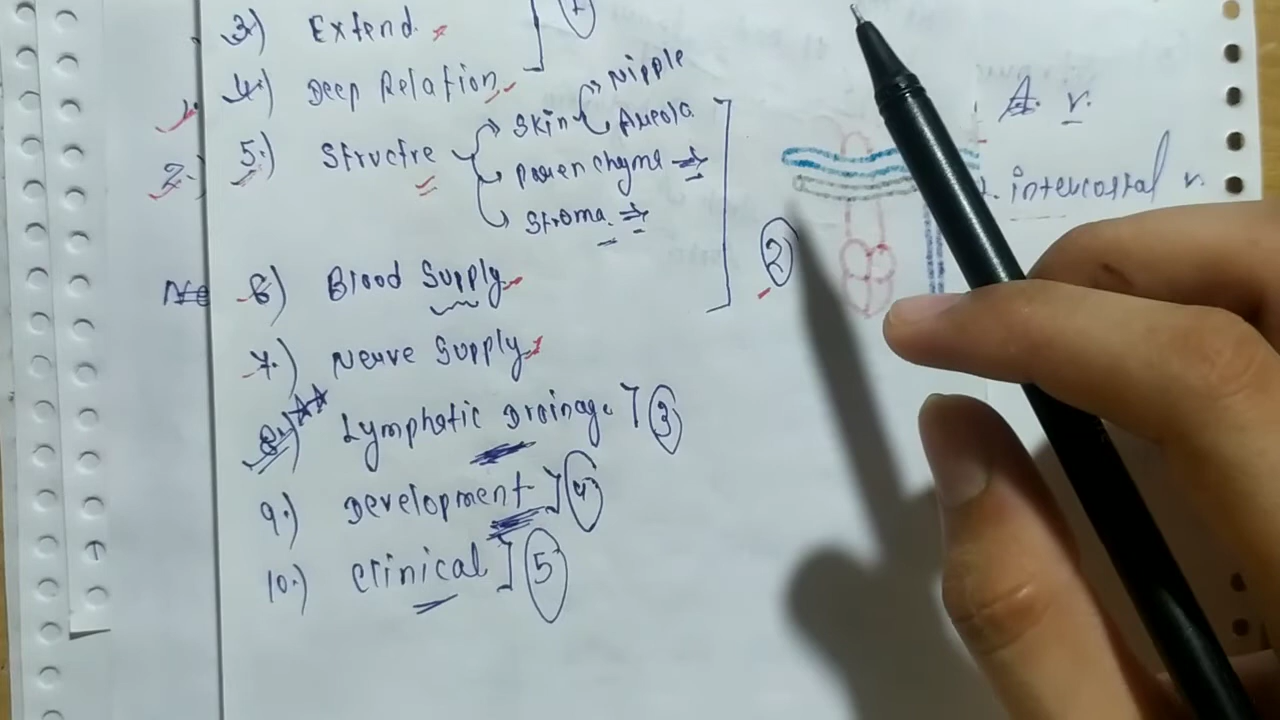 3.) Extend. ] 1
4.) Deep Relation
Nipple
5.) Structre Skin Areola
parenchyma ⇒
Stroma ⇒
2
6.) Blood Supply
7.) Nerve Supply
8.) Lymphatic Drainage ] 3
9.) Development ] 4
10.) Clinical ] 5
A. v.
intercostal v.